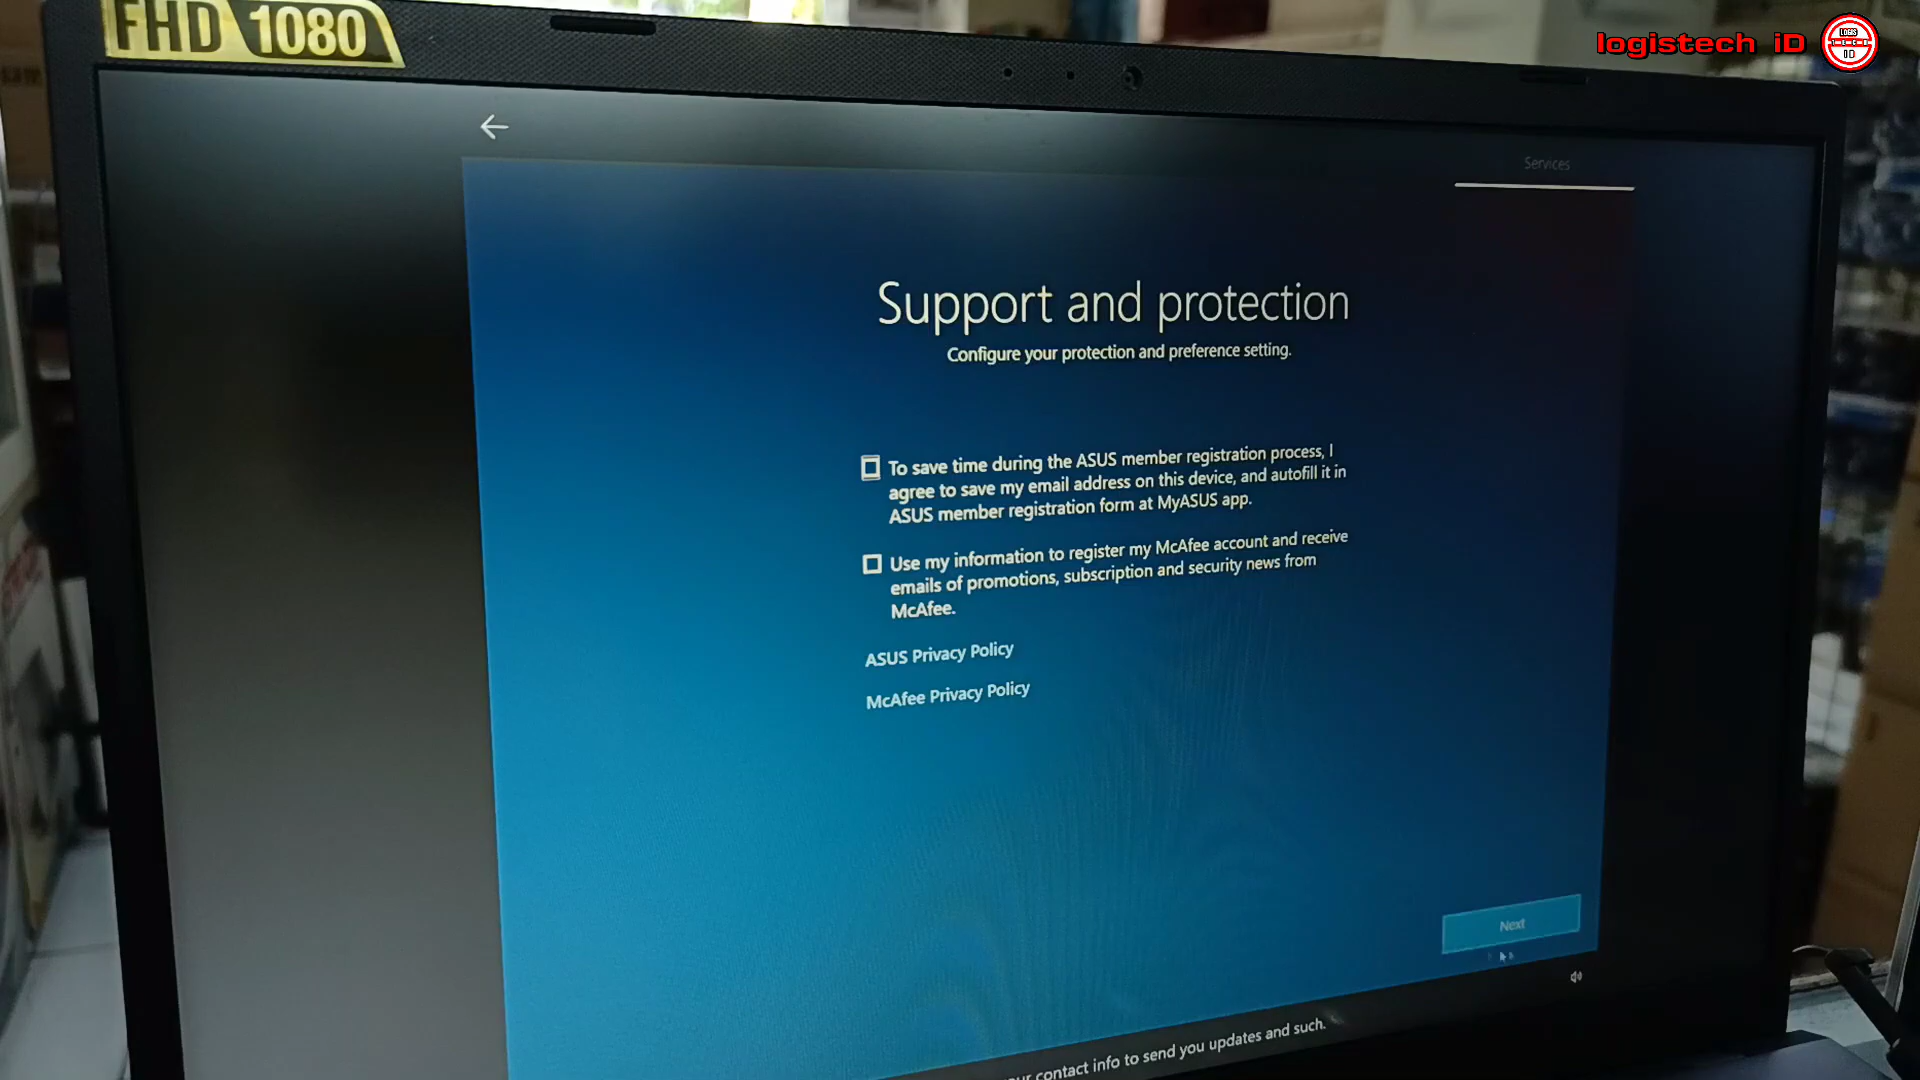 FHD 1080
logistech iD
LOGIS
TECH
ID
Services
Support and protection
Configure your protection and preference setting.
To save time during the ASUS member registration process, I
agree to save my email address on this device, and autofill it in
ASUS member registration form at MyASUS app.
Use my information to register my McAfee account and receive
emails of promotions, subscription and security news from
McAfee.
ASUS Privacy Policy
McAfee Privacy Policy
Next
contact info to send you updates and such.